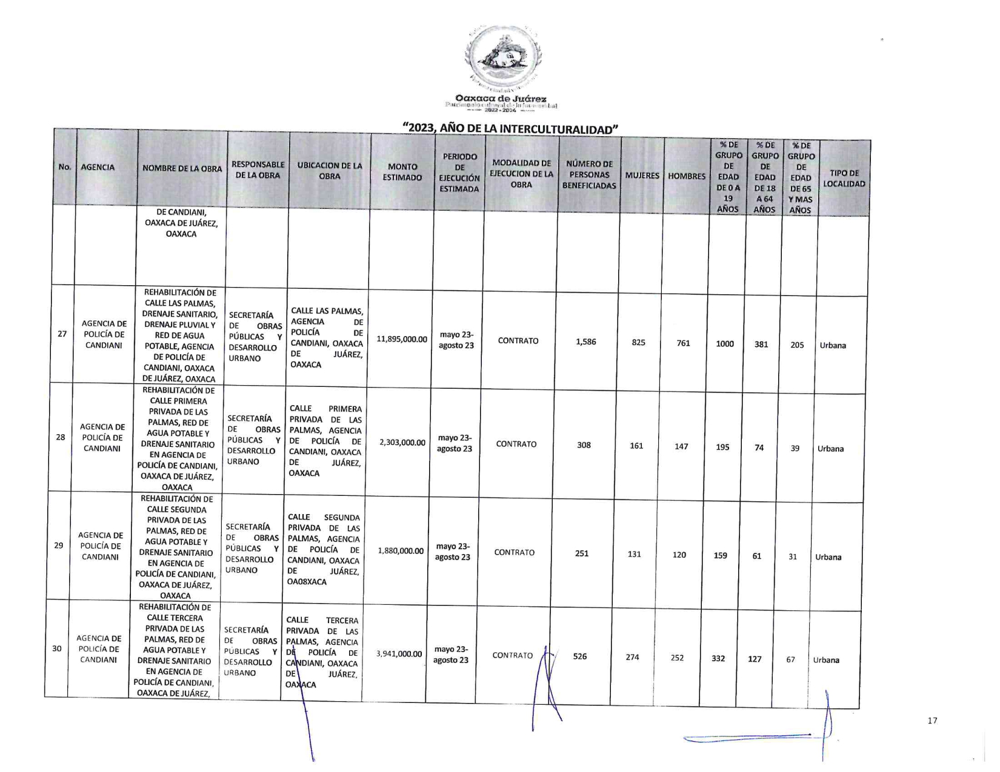 Oaxaca de Juárez
2022 - 2024
“2023, AÑO DE LA INTERCULTURALIDAD”
No.
AGENCIA
NOMBRE DE LA OBRA
RESPONSABLE
DE LA OBRA
UBICACION DE LA
OBRA
MONTO
ESTIMADO
PERIODO
DE
EJECUCIÓN
ESTIMADA
MODALIDAD DE
EJECUCION DE LA
OBRA
NÚMERO DE
PERSONAS
BENEFICIADAS
MUJERES
HOMBRES
% DE
GRUPO
DE
EDAD
DE 0 A
19
AÑOS
% DE
GRUPO
DE
EDAD
DE 18
A 64
AÑOS
% DE
GRUPO
DE
EDAD
DE 65
Y MAS
AÑOS
TIPO DE
LOCALIDAD
DE CANDIANI,
OAXACA DE JUÁREZ,
OAXACA
27
AGENCIA DE
POLICÍA DE
CANDIANI
REHABILITACIÓN DE
CALLE LAS PALMAS,
DRENAJE SANITARIO,
DRENAJE PLUVIAL Y
RED DE AGUA
POTABLE, AGENCIA
DE POLICÍA DE
CANDIANI, OAXACA
DE JUÁREZ, OAXACA
SECRETARÍA
DE OBRAS
PÚBLICAS Y
DESARROLLO
URBANO
CALLE LAS PALMAS,
AGENCIA DE
POLICÍA DE
CANDIANI, OAXACA
DE JUÁREZ,
OAXACA
11,895,000.00
mayo 23-
agosto 23
CONTRATO
1,586
825
761
1000
381
205
Urbana
28
AGENCIA DE
POLICÍA DE
CANDIANI
REHABILITACIÓN DE
CALLE PRIMERA
PRIVADA DE LAS
PALMAS, RED DE
AGUA POTABLE Y
DRENAJE SANITARIO
EN AGENCIA DE
POLICÍA DE CANDIANI,
OAXACA DE JUÁREZ,
OAXACA
SECRETARÍA
DE OBRAS
PÚBLICAS Y
DESARROLLO
URBANO
CALLE PRIMERA
PRIVADA DE LAS
PALMAS, AGENCIA
DE POLICÍA DE
CANDIANI, OAXACA
DE JUÁREZ,
OAXACA
2,303,000.00
mayo 23-
agosto 23
CONTRATO
308
161
147
195
74
39
Urbana
29
AGENCIA DE
POLICÍA DE
CANDIANI
REHABILITACIÓN DE
CALLE SEGUNDA
PRIVADA DE LAS
PALMAS, RED DE
AGUA POTABLE Y
DRENAJE SANITARIO
EN AGENCIA DE
POLICÍA DE CANDIANI,
OAXACA DE JUÁREZ,
OAXACA
SECRETARÍA
DE OBRAS
PÚBLICAS Y
DESARROLLO
URBANO
CALLE SEGUNDA
PRIVADA DE LAS
PALMAS, AGENCIA
DE POLICÍA DE
CANDIANI, OAXACA
DE JUÁREZ,
OA08XACA
1,880,000.00
mayo 23-
agosto 23
CONTRATO
251
131
120
159
61
31
Urbana
30
AGENCIA DE
POLICÍA DE
CANDIANI
REHABILITACIÓN DE
CALLE TERCERA
PRIVADA DE LAS
PALMAS, RED DE
AGUA POTABLE Y
DRENAJE SANITARIO
EN AGENCIA DE
POLICÍA DE CANDIANI,
OAXACA DE JUÁREZ,
SECRETARÍA
DE OBRAS
PÚBLICAS Y
DESARROLLO
URBANO
CALLE TERCERA
PRIVADA DE LAS
PALMAS, AGENCIA
DE POLICÍA DE
CANDIANI, OAXACA
DE JUÁREZ,
OAXACA
3,941,000.00
mayo 23-
agosto 23
CONTRATO
526
274
252
332
127
67
Urbana
17